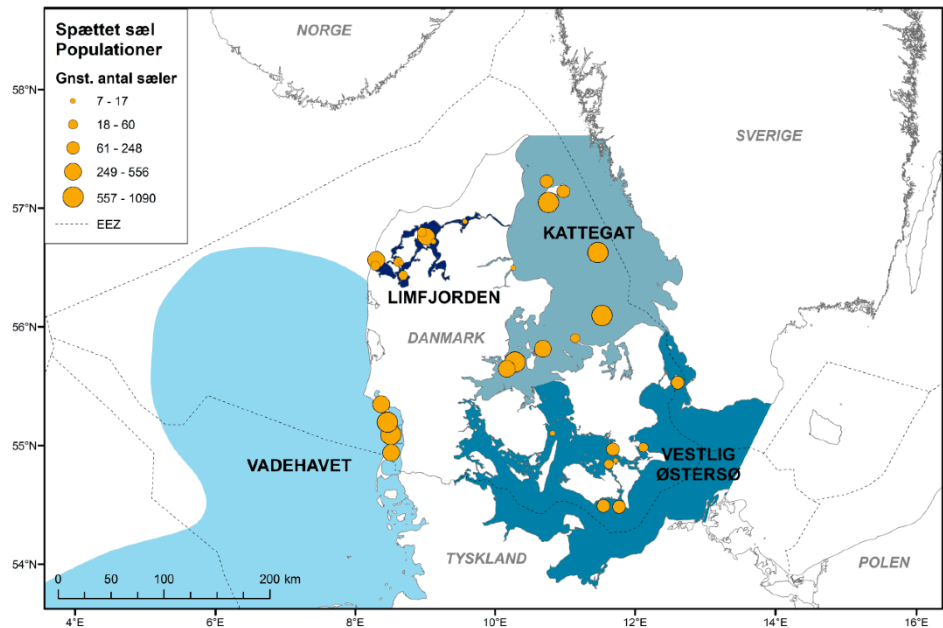 Spættet sæl
Populationer
Gnst. antal sæler
7 - 17
18 - 60
61 - 248
249 - 556
557 - 1090
EEZ
NORGE
SVERIGE
KATTEGAT
LIMFJORDEN
DANMARK
VADEHAVET
VESTLIG
ØSTERSØ
TYSKLAND
POLEN
58°N
57°N
56°N
55°N
54°N
0 50 100 200 km
4°E 6°E 8°E 10°E 12°E 14°E 16°E